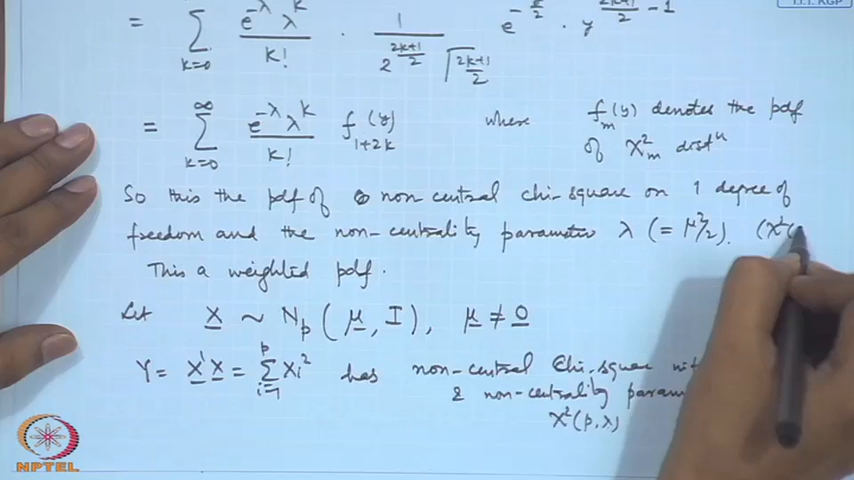 I.I.T. KGP
= ∑_{k=0} e^{-λ} λ^k / k! · 1 / (2^{(2k+1)/2} Γ(2k+1)/2) e^{-y/2} · y^{(2k+1)/2 - 1}
= ∑_{k=0}^{∞} e^{-λ} λ^k / k! f_{1+2k}(y) where f_m(y) denotes the pdf
of χ²_m distⁿ
So this the pdf of non central chi-square on 1 degree of
freedom and the non-centrality parameter λ (= μ²/2). (χ²(
This a weighted pdf.
Let X ~ N_p (μ, I), μ ≠ 0
Y = X'X = ∑_{i=1}^{p} X_i² has non-central Chi-square
& non-centrality
χ²(p, λ)
NPTEL